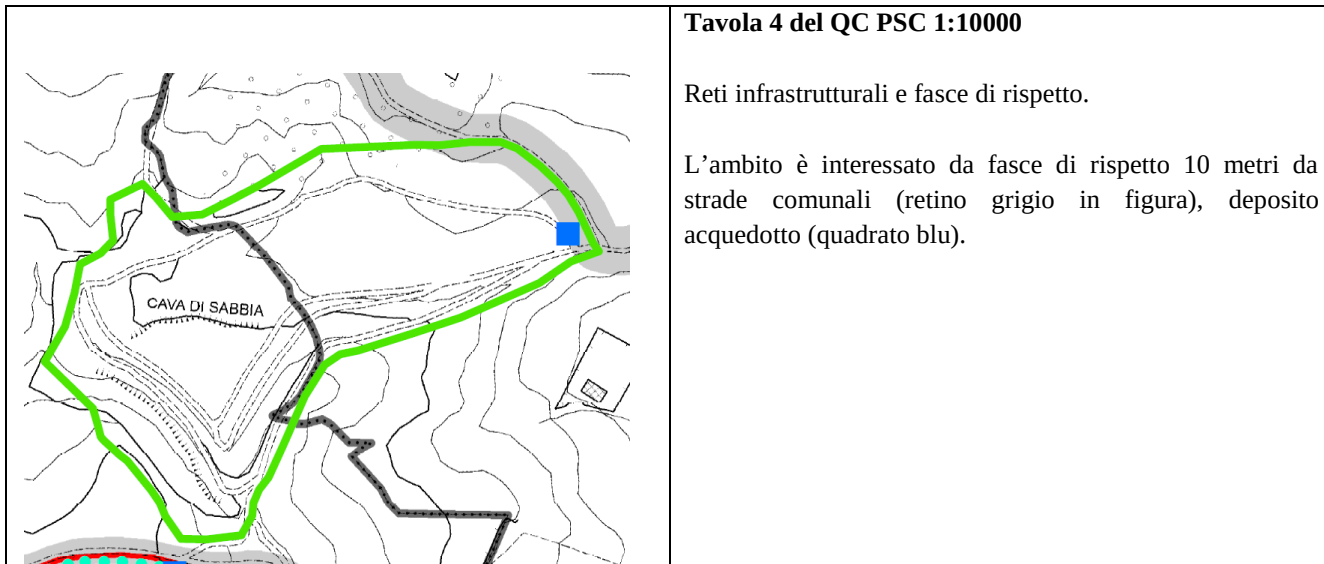 Tavola 4 del QC PSC 1:10000
Reti infrastrutturali e fasce di rispetto.
L’ambito è interessato da fasce di rispetto 10 metri da
strade comunali (retino grigio in figura), deposito
acquedotto (quadrato blu).
CAVA DI SABBIA